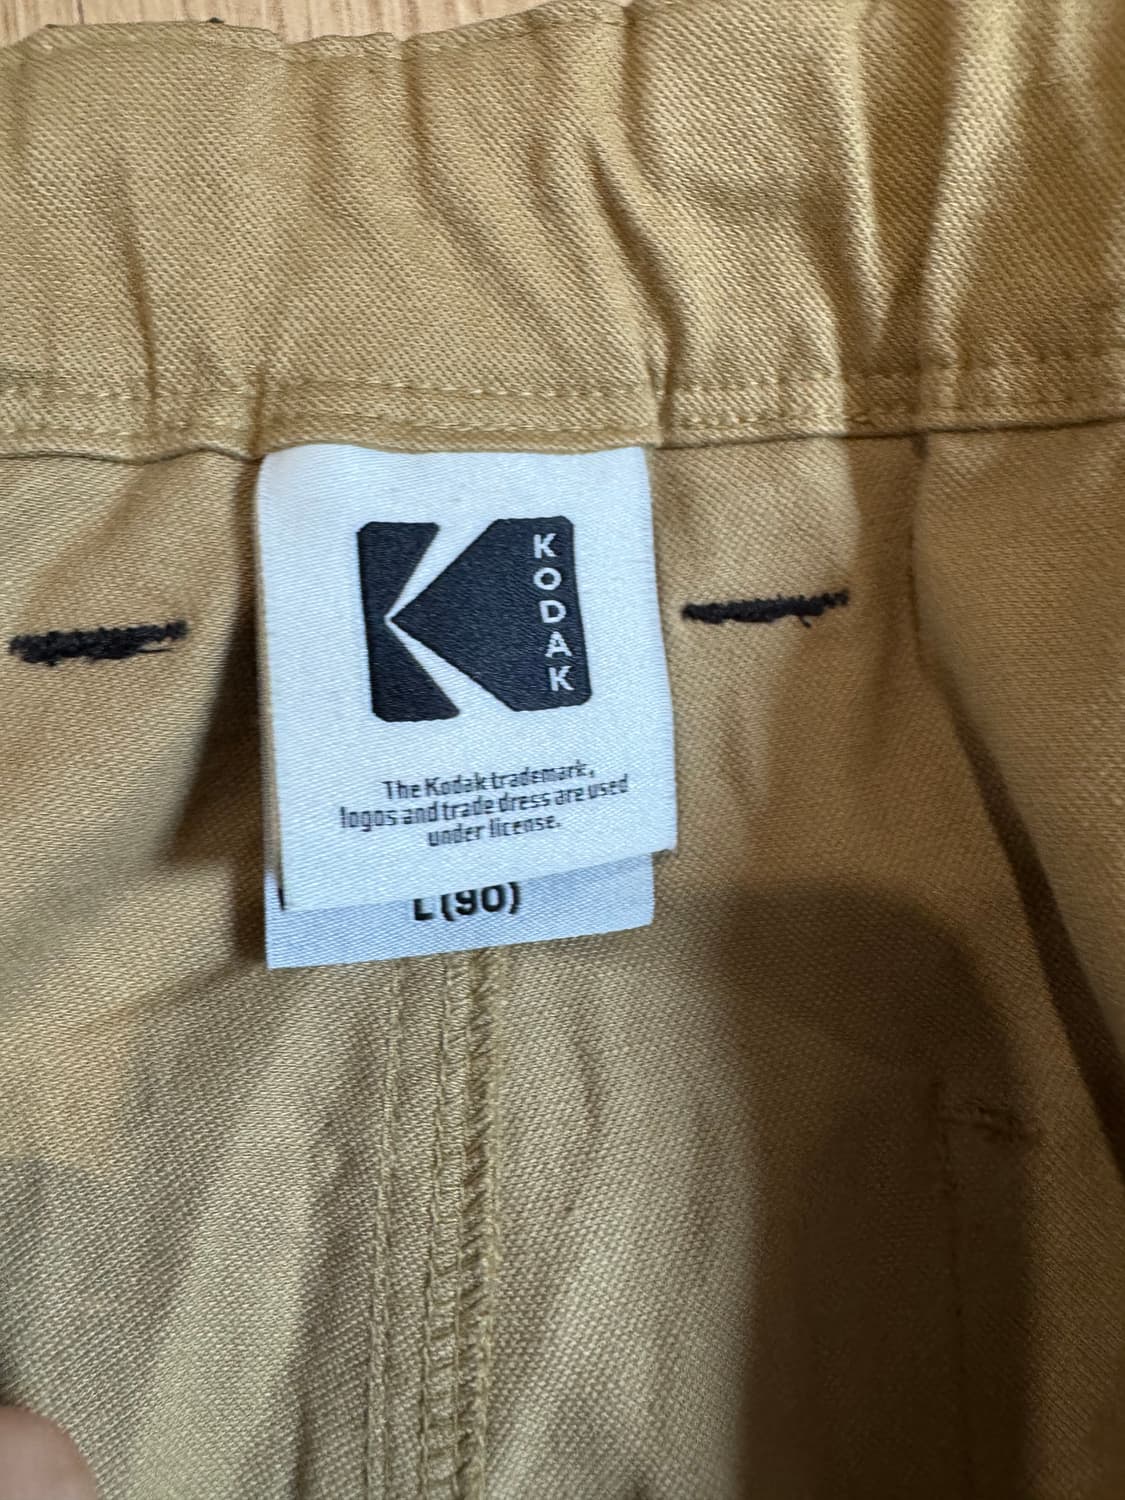 KODAK
The Kodak trademark,
logos and trade dress are used
under license.
L(90)